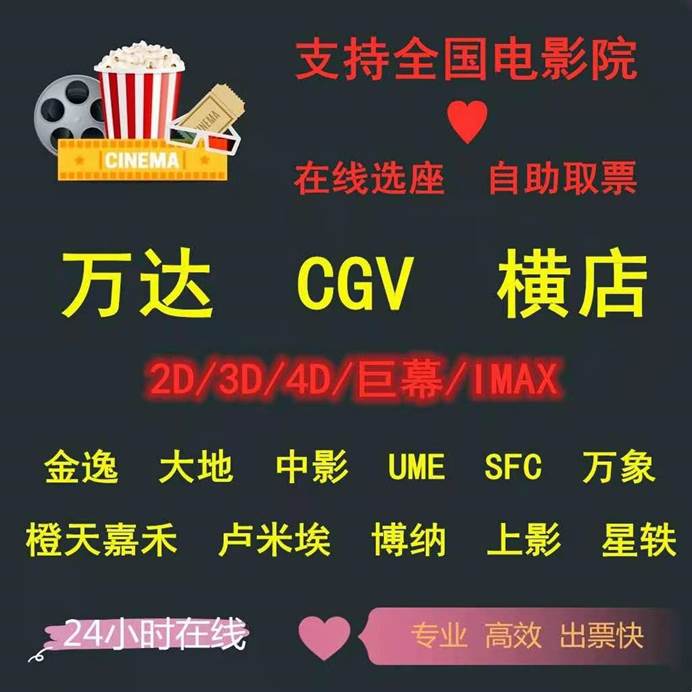 支持全国电影院
CINEMA
CINEMA
在线选座 自助取票
万达 CGV 横店
2D/3D/4D/巨幕/IMAX
金逸 大地 中影 UME SFC 万象
橙天嘉禾 卢米埃 博纳 上影 星轶
24小时在线
专业 高效 出票快